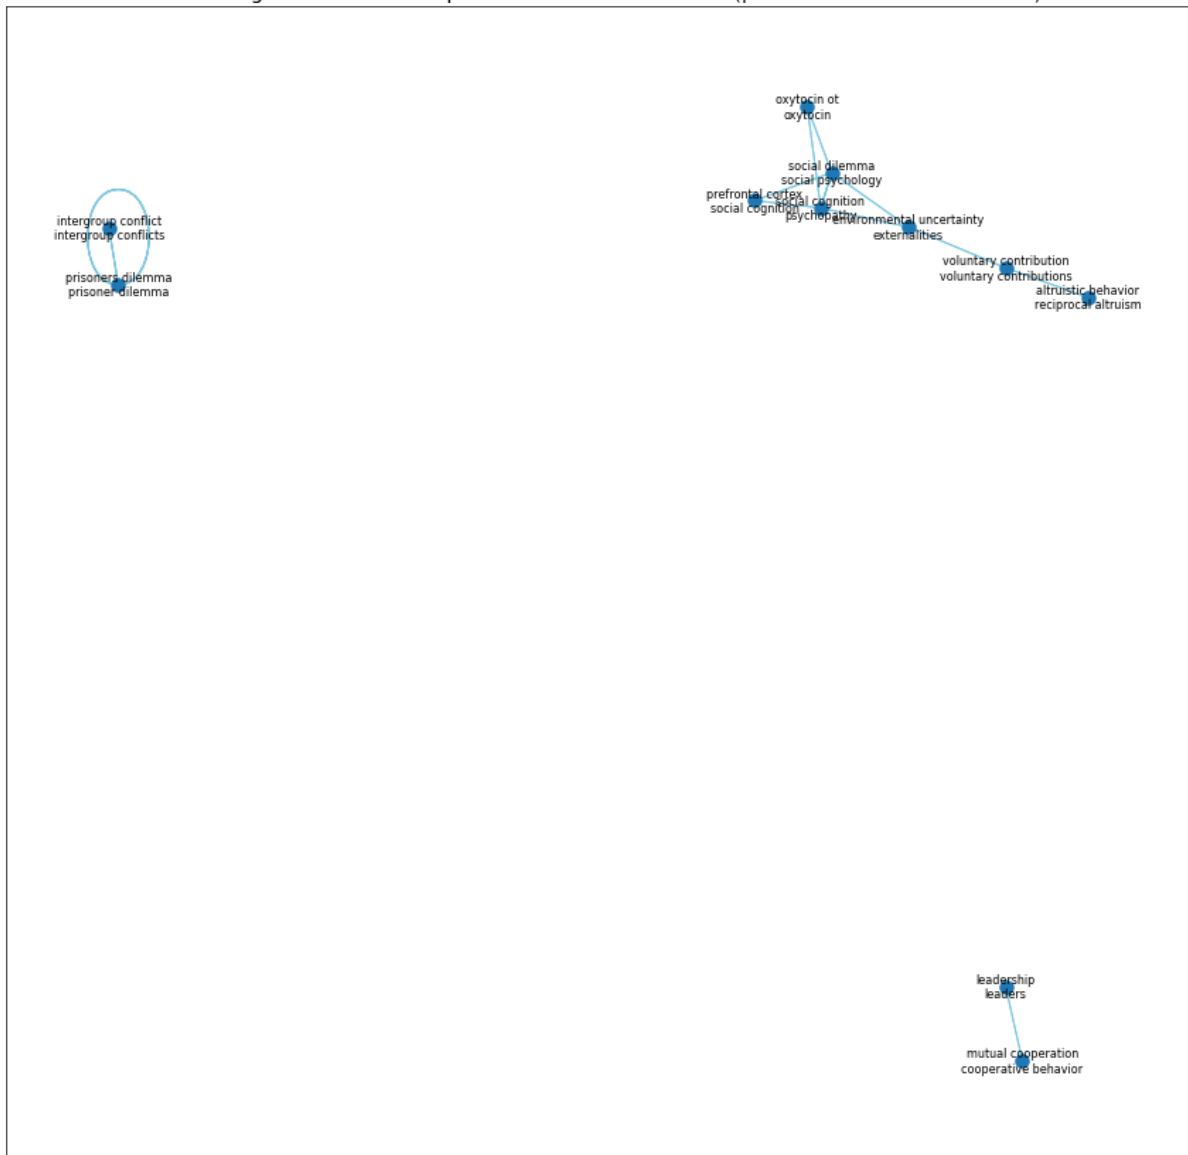 oxytocin ot
oxytocin
social dilemma
social psychology
prefrontal cortex
social cognition
social cognition
psychopathy
environmental uncertainty
externalities
intergroup conflict
intergroup conflicts
voluntary contribution
voluntary contributions
prisoners dilemma
prisoner dilemma
altruistic behavior
reciprocal altruism
leadership
leaders
mutual cooperation
cooperative behavior